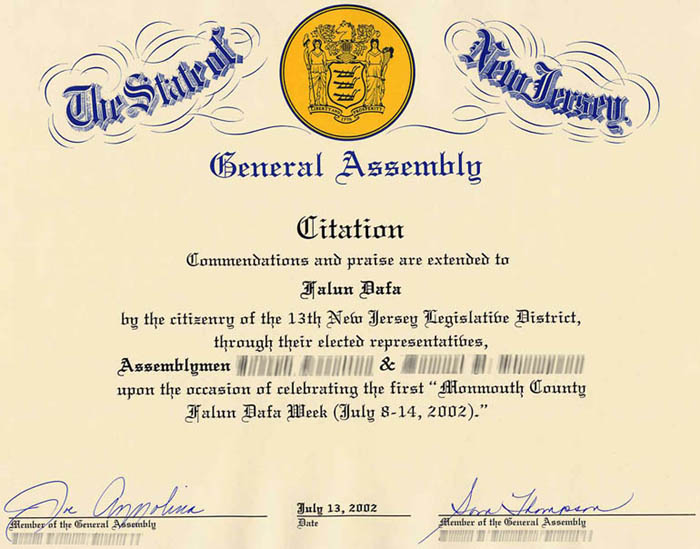 The State of New Jersey
General Assembly
Citation
Commendations and praise are extended to
Falun Dafa
by the citizenry of the 13th New Jersey Legislative District,
through their elected representatives,
Assemblymen &
upon the occasion of celebrating the first “Monmouth County
Falun Dafa Week (July 8-14, 2002).”
July 13, 2002
Member of the General Assembly
Date
Member of the General Assembly